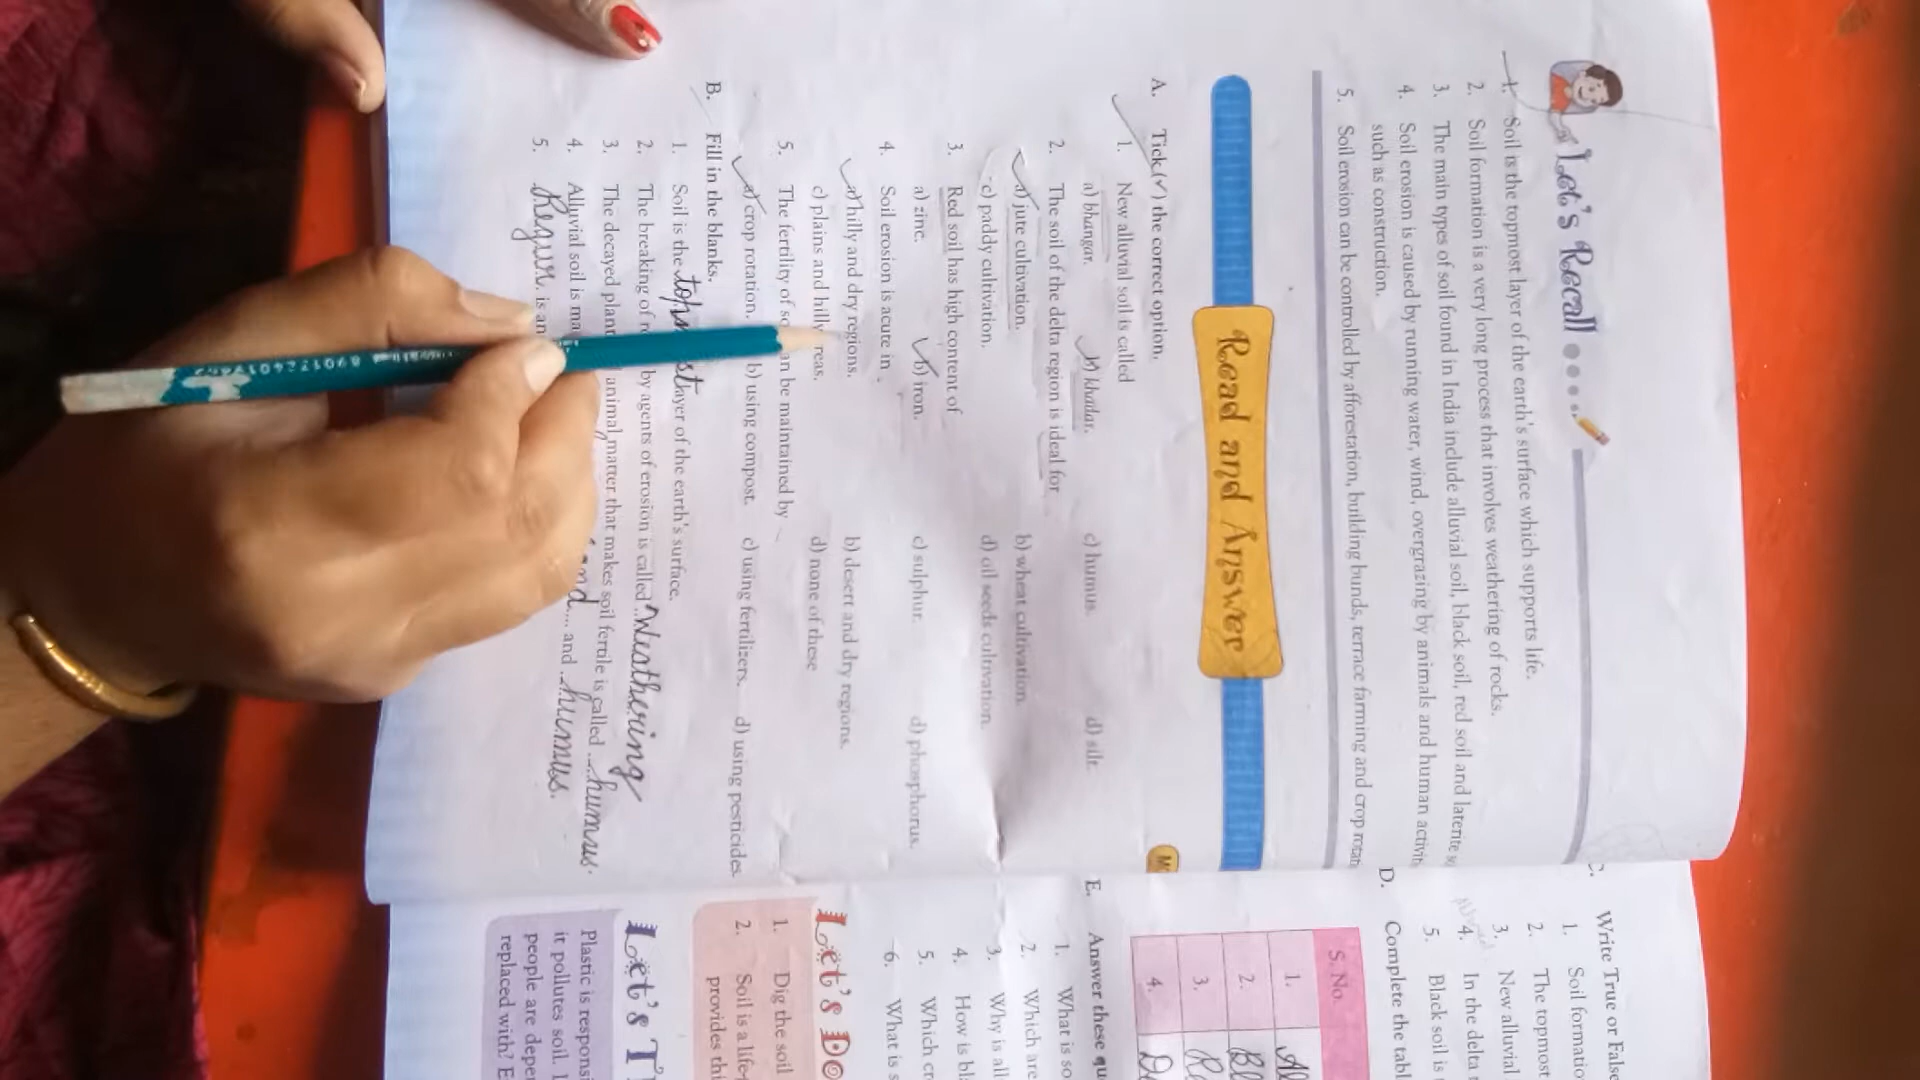 Let's Recall
1. Soil is the topmost layer of the earth's surface which supports life.
2. Soil formation is a very long process that involves weathering of rocks.
3. The main types of soil found in India include alluvial soil, black soil, red soil and laterite
4. Soil erosion is caused by running water, wind, overgrazing by animals and human activit
such as construction.
5. Soil erosion can be controlled by afforestation, building bunds, terrace farming and crop rotat
Read and Answer
A. Tick(✓) the correct option.
1. New alluvial soil is called
a) bhangar. b) khadar. c) humus. d) silt.
2. The soil of the delta region is ideal for
a) jute cultivation. b) wheat cultivation.
c) paddy cultivation. d) oil seeds cultivation.
3. Red soil has high content of
a) zinc. b) iron. c) sulphur. d) phosphorus.
4. Soil erosion is acute in
a) hilly and dry regions. b) desert and dry regions.
c) plains and hilly reas. d) none of these
5. The fertility of so an be maintained by
a) crop rotation. b) using compost. c) using fertilizers. d) using pesticides.
B. Fill in the blanks.
1. Soil is the topmost layer of the earth's surface.
2. The breaking of by agents of erosion is called Weathering
3. The decayed plant animal matter that makes soil fertile is called humus.
4. Alluvial soil is ma and humus.
5. Regur. is an
C. Write True or False
1. Soil formatio
2. The topmost
3. New alluvial
4. In the delta
5. Black soil is
D. Complete the tabl
S. No.
1. Al
2. Bl
3. R
4. D
E. Answer these qu
1. What is so
2. Which are
3. Why is all
4. How is bla
5. Which cr
6. What is s
Let's Do
1. Dig the soil
2. Soil is a life-
provides thi
Let's T
Plastic is responsi
it pollutes soil. I
people are depe
replaced with? E